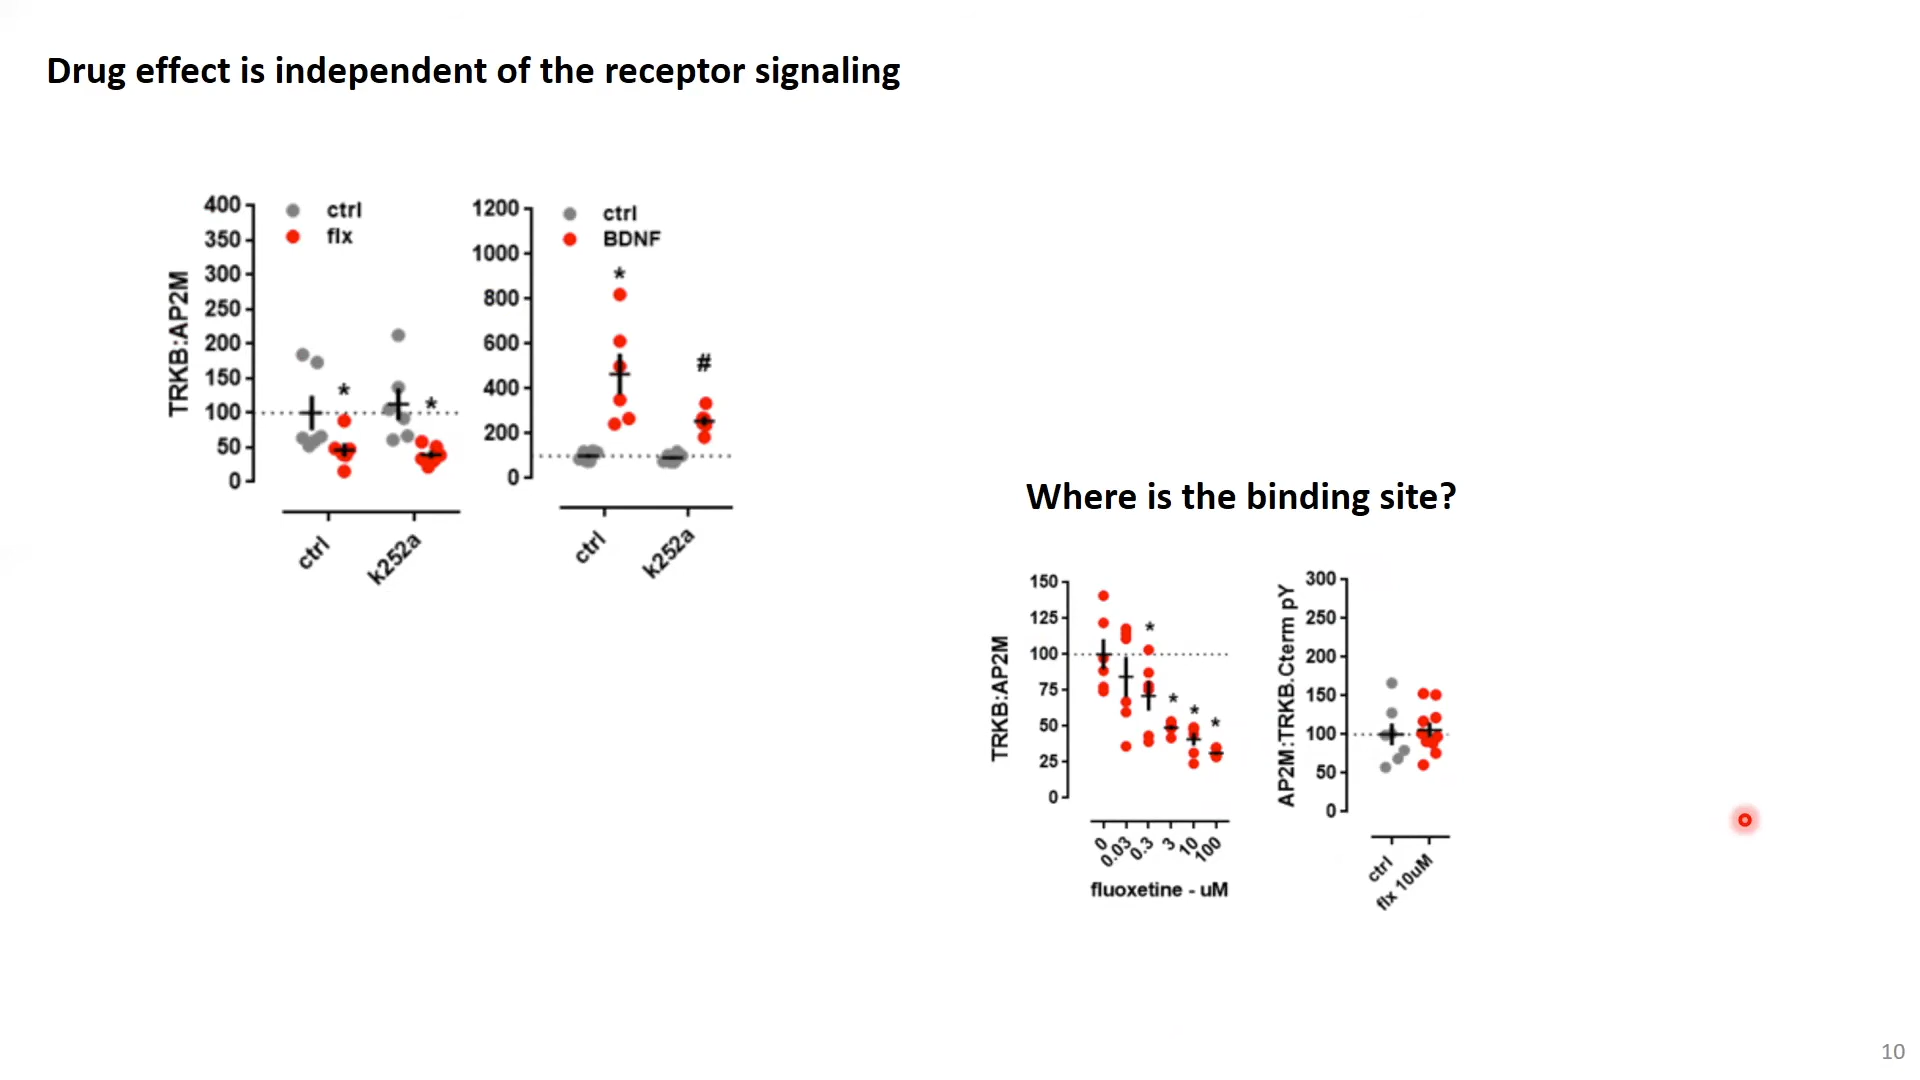 Drug effect is independent of the receptor signaling
TRKB:AP2M
400
350
300
250
200
150
100
50
0
ctrl
flx
*
*
ctrl
k252a
1200
1000
800
600
400
200
0
ctrl
BDNF
*
#
ctrl
k252a
Where is the binding site?
TRKB:AP2M
150
125
100
75
50
25
0
*
*
*
*
0
0.03
0.3
3
10
100
fluoxetine - uM
AP2M:TRKB.Cterm pY
300
250
200
150
100
50
0
ctrl
flx 10uM
10